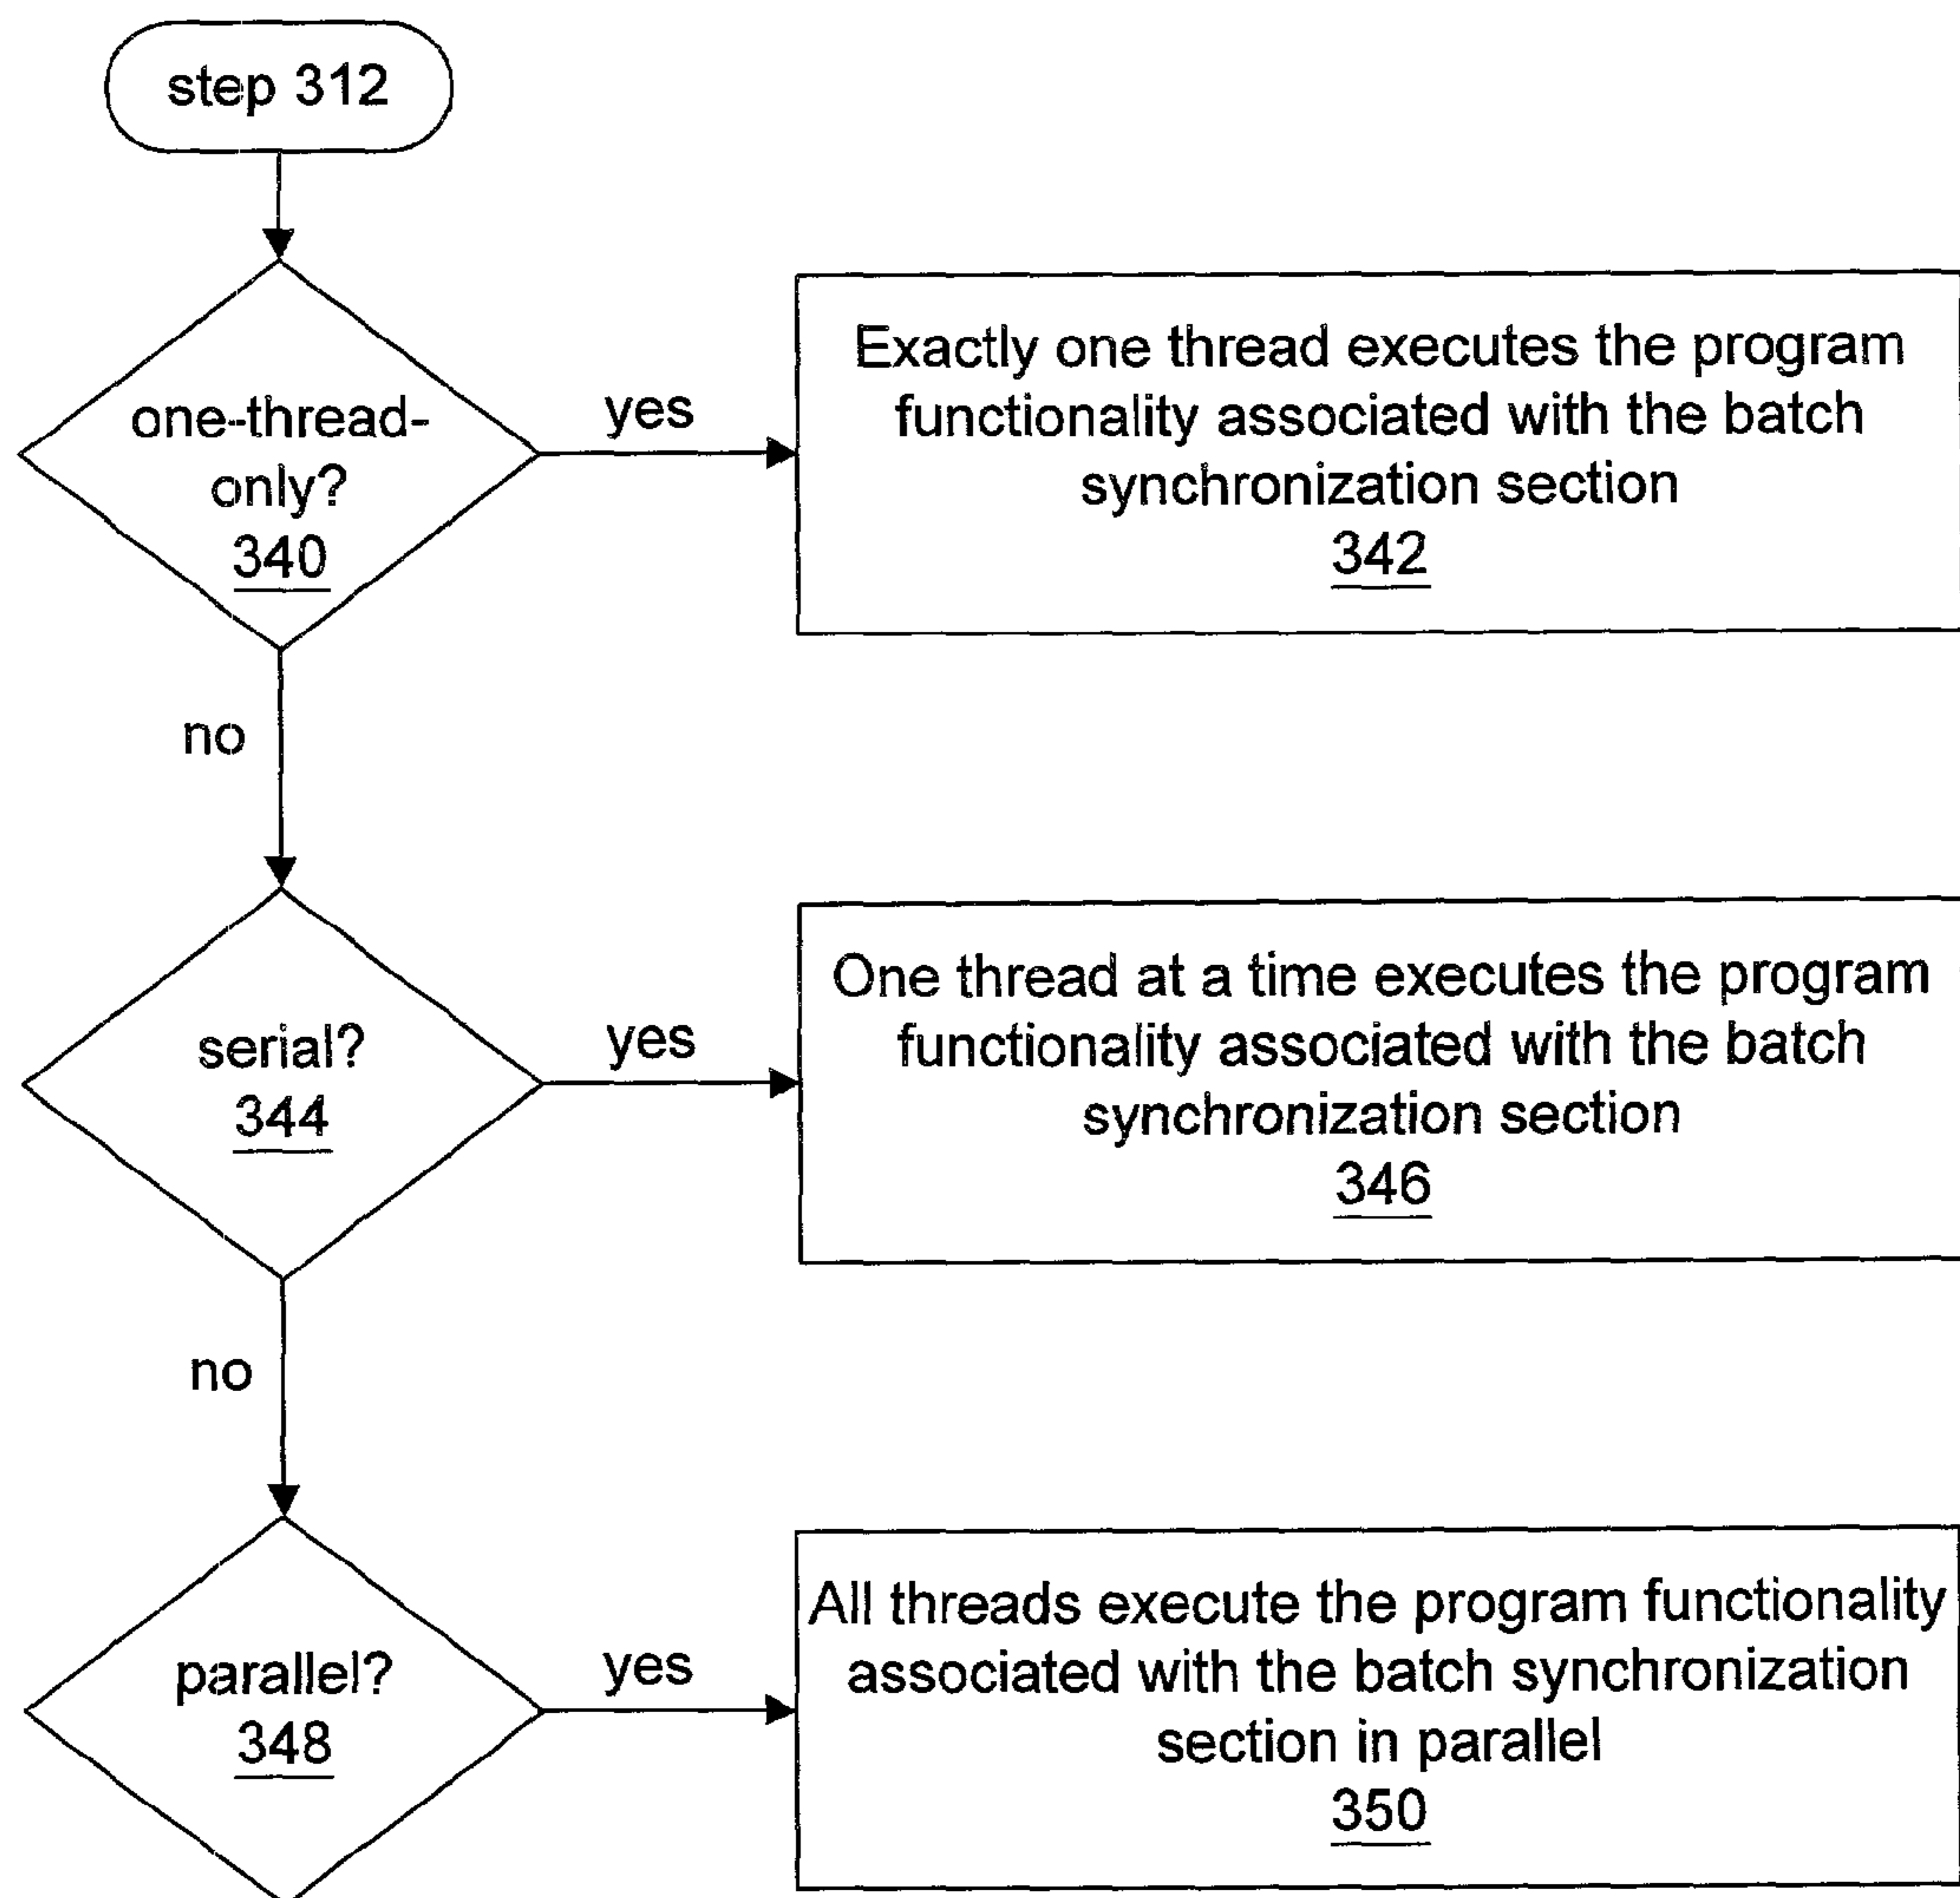 step 312
one-thread-
only?
340
yes
Exactly one thread executes the program
functionality associated with the batch
synchronization section
342
no
serial?
344
yes
One thread at a time executes the program
functionality associated with the batch
synchronization section
346
no
parallel?
348
yes
All threads execute the program functionality
associated with the batch synchronization
section in parallel
350